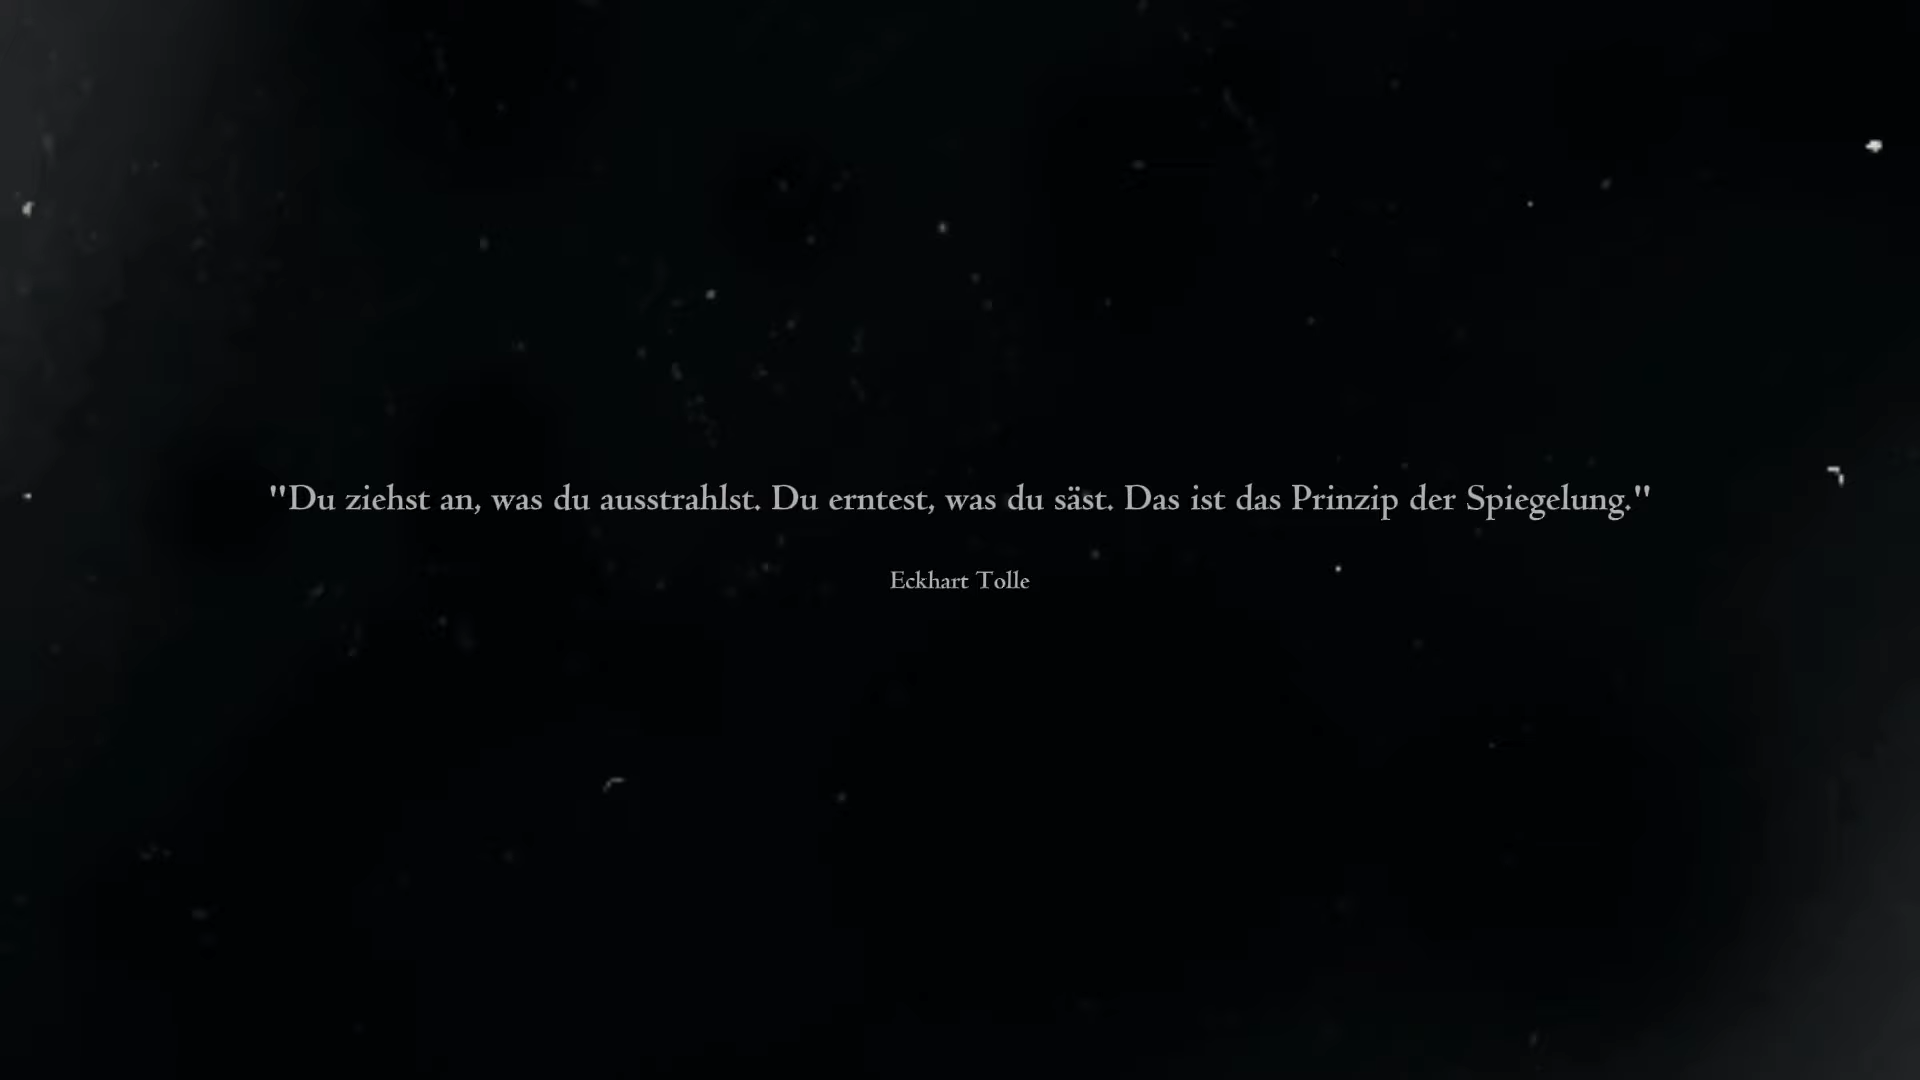 "Du ziehst an, was du ausstrahlst. Du erntest, was du säst. Das ist das Prinzip der Spiegelung."
Eckhart Tolle